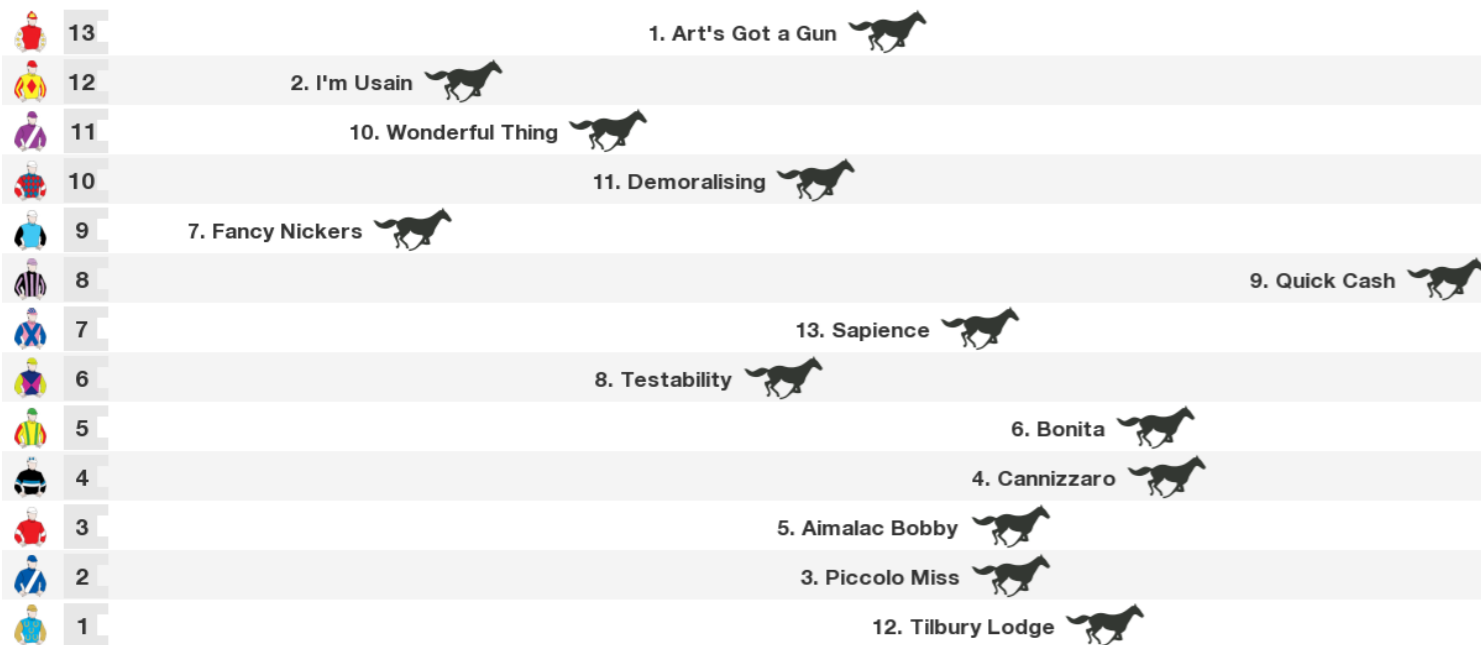 13 1. Art's Got a Gun
12 2. I'm Usain
11 10. Wonderful Thing
10 11. Demoralising
9 7. Fancy Nickers
8 9. Quick Cash
7 13. Sapience
6 8. Testability
5 6. Bonita
4 4. Cannizzaro
3 5. Aimalac Bobby
2 3. Piccolo Miss
1 12. Tilbury Lodge